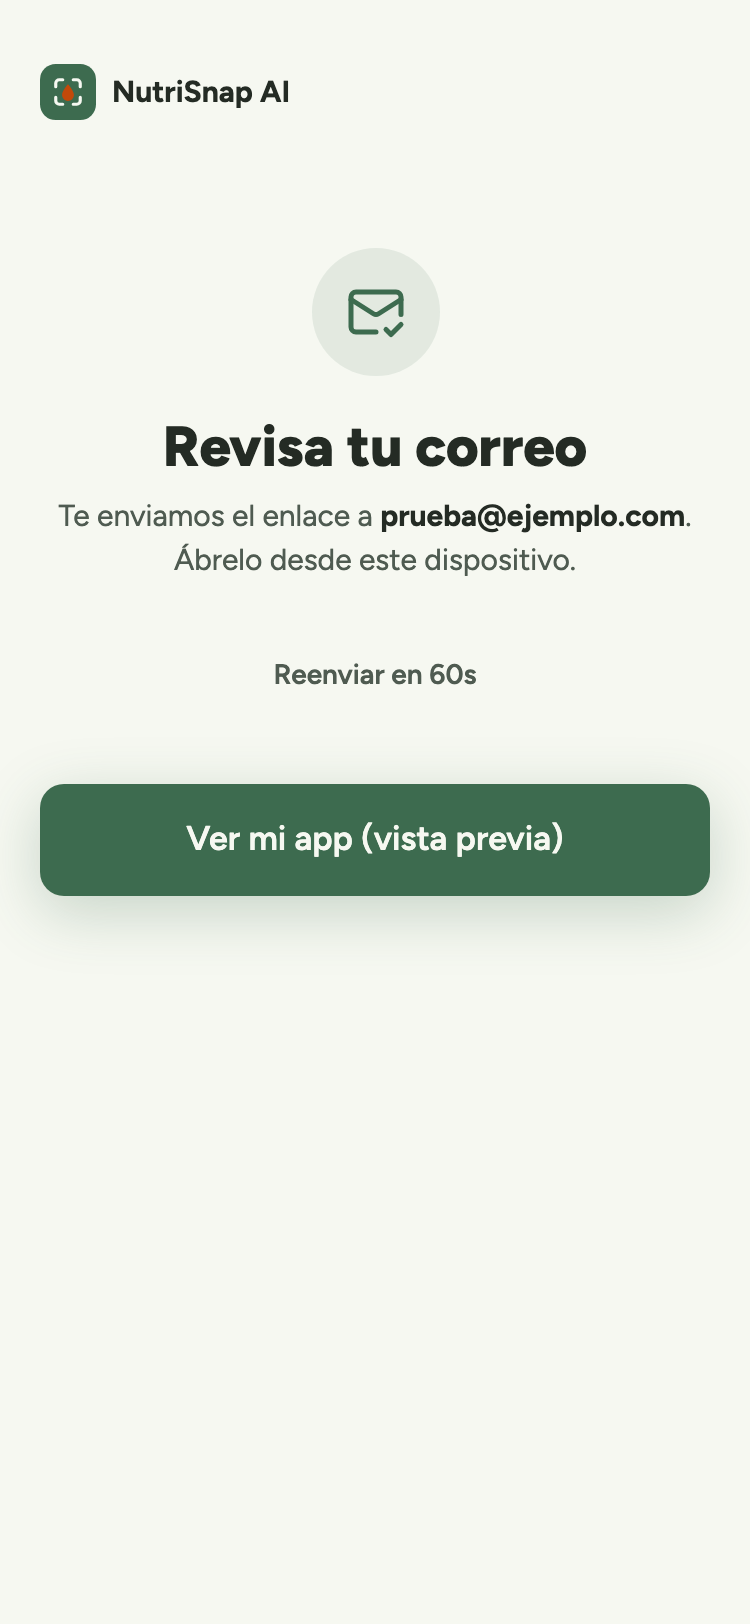 NutriSnap AI
Revisa tu correo
Te enviamos el enlace a prueba@ejemplo.com.
Ábrelo desde este dispositivo.
Reenviar en 60s
Ver mi app (vista previa)